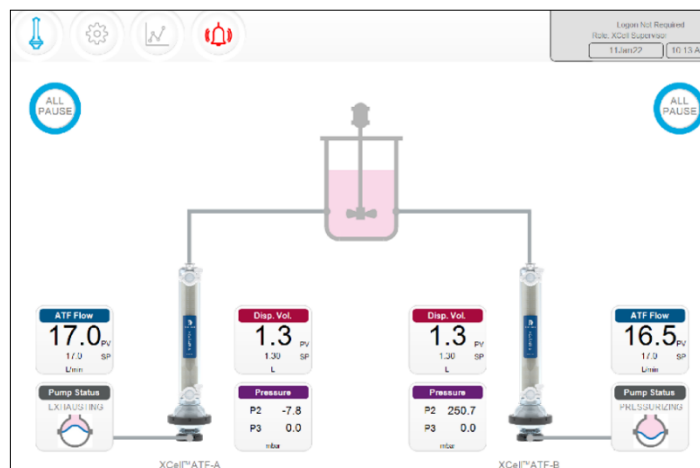 Logon Not Required
Role: XCell Supervisor
11Jan22
10:13 A
ALL
PAUSE
ALL
PAUSE
ATF Flow
17.0 PV
17.0 SP
L/min
Pump Status
EXHAUSTING
Disp. Vol.
1.3 PV
1.30 SP
L
Pressure
P2 -7.8
P3 0.0
mbar
XCell™ATF-A
Disp. Vol.
1.3 PV
1.30 SP
L
Pressure
P2 250.7
P3 0.0
mbar
ATF Flow
16.5 PV
17.0 SP
L/min
Pump Status
PRESSURIZING
XCell™ATF-B